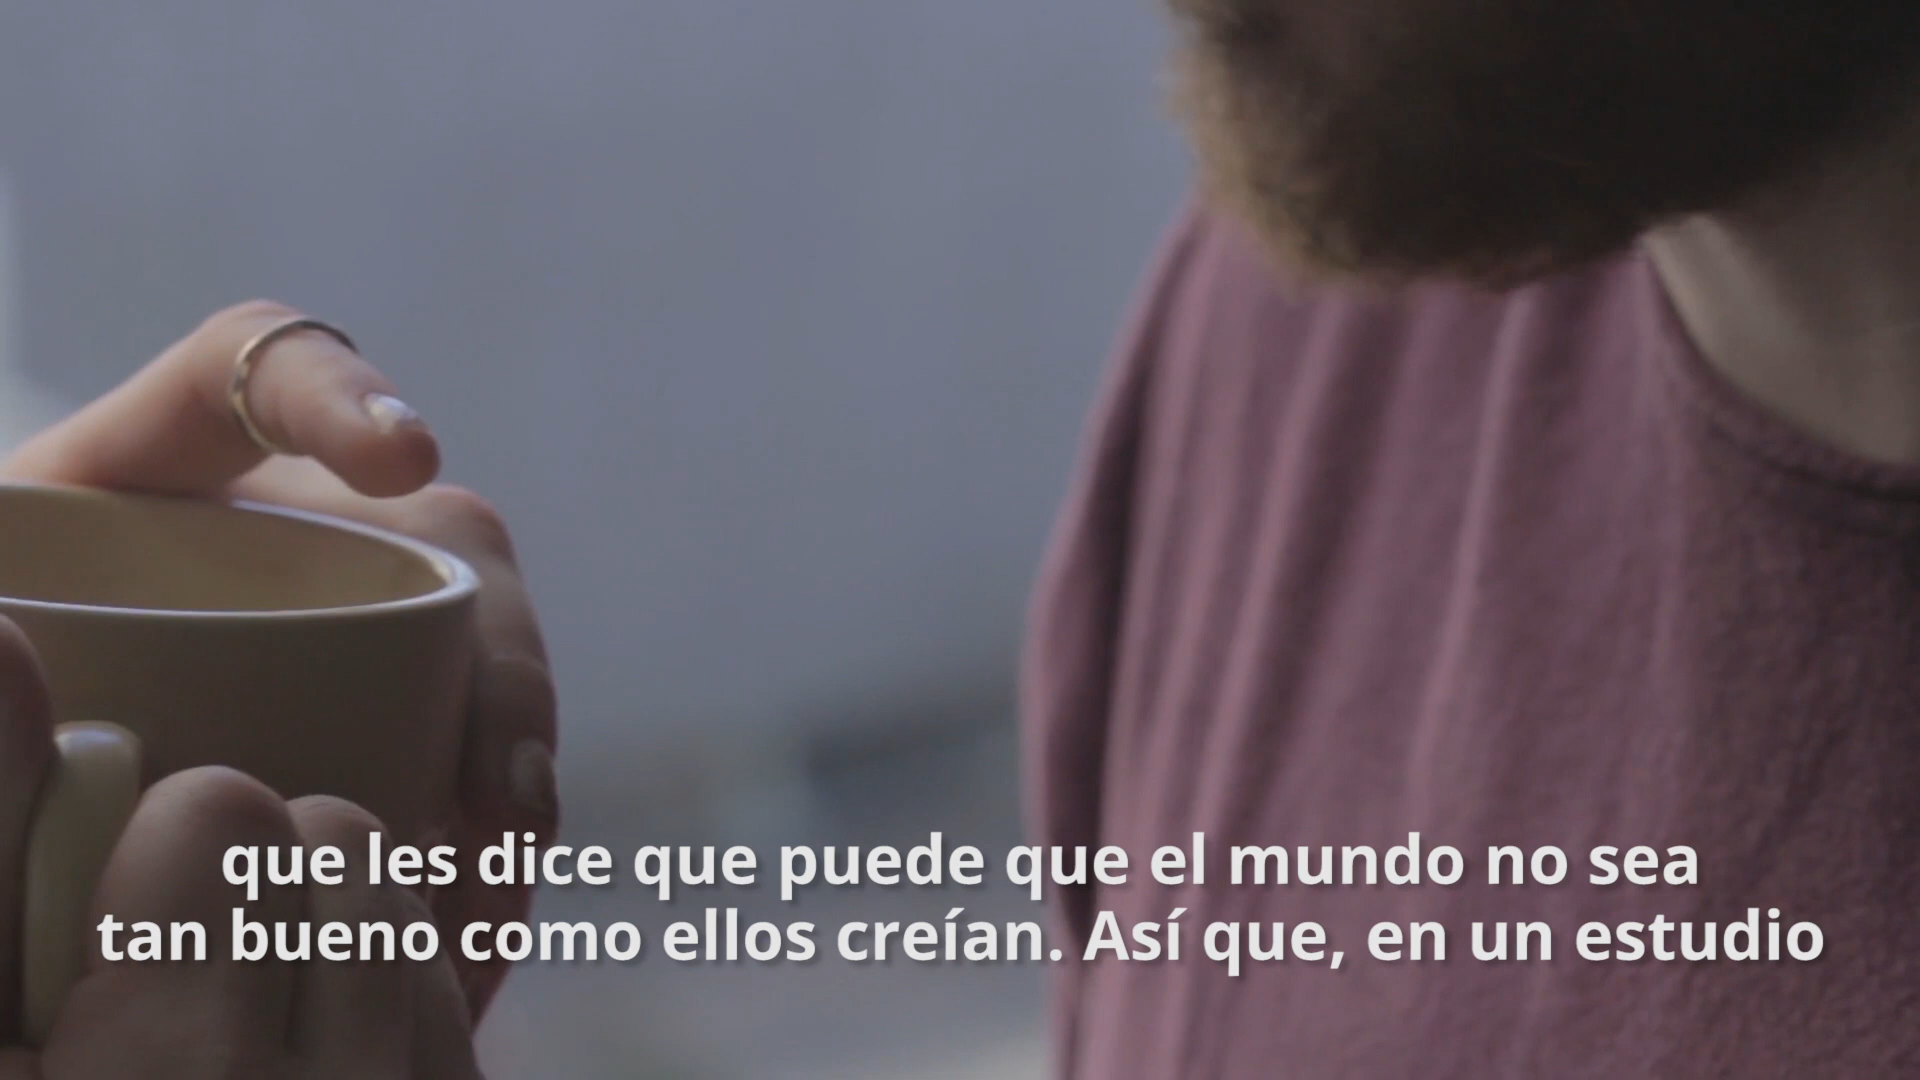 que les dice que puede que el mundo no sea
tan bueno como ellos creían. Así que, en un estudio